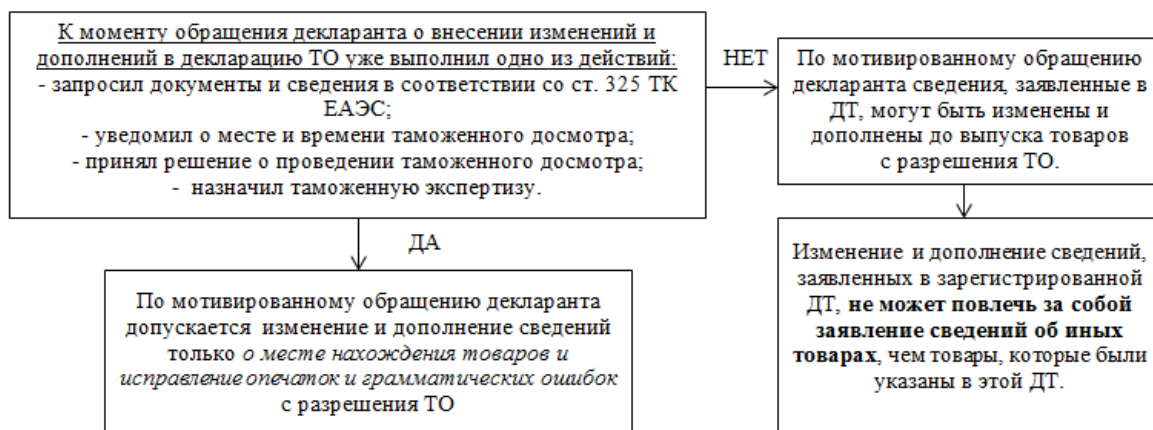 К моменту обращения декларанта о внесении изменений и
дополнений в декларацию ТО уже выполнил одно из действий:
- запросил документы и сведения в соответствии со ст. 325 ТК
ЕАЭС;
- уведомил о месте и времени таможенного досмотра;
- принял решение о проведении таможенного досмотра;
- назначил таможенную экспертизу.
НЕТ
По мотивированному обращению
декларанта сведения, заявленные в
ДТ, могут быть изменены и
дополнены до выпуска товаров
с разрешения ТО.
ДА
По мотивированному обращению декларанта
допускается изменение и дополнение сведений
только о месте нахождения товаров и
исправление опечаток и грамматических ошибок
с разрешения ТО
Изменение и дополнение сведений,
заявленных в зарегистрированной
ДТ, не может повлечь за собой
заявление сведений об иных
товарах, чем товары, которые были
указаны в этой ДТ.